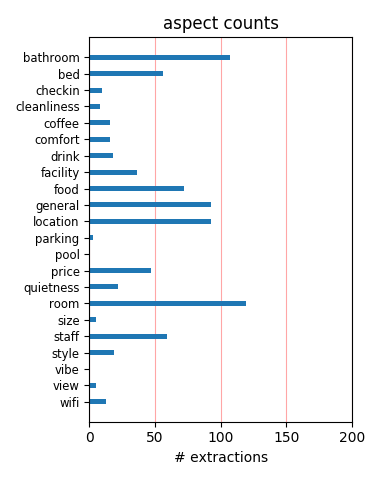 aspect counts
bathroom
bed
checkin
cleanliness
coffee
comfort
drink
facility
food
general
location
parking
pool
price
quietness
room
size
staff
style
vibe
view
wifi
0 50 100 150 200
# extractions